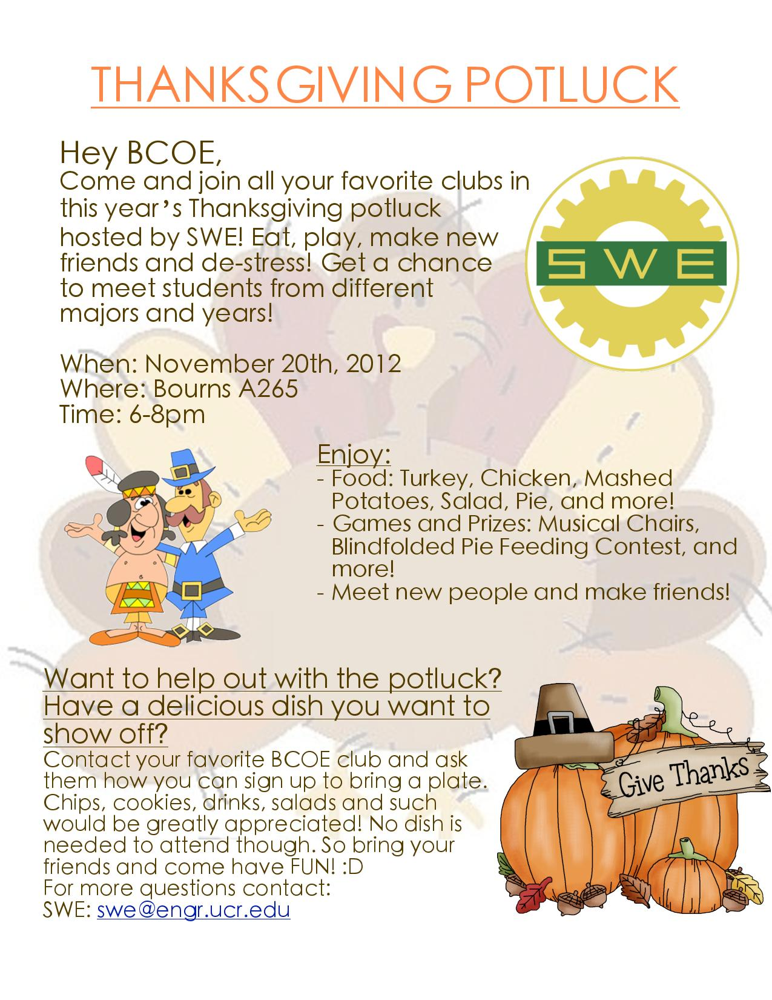 THANKSGIVING POTLUCK
Hey BCOE,
Come and join all your favorite clubs in
this year's Thanksgiving potluck
hosted by SWE! Eat, play, make new
friends and de-stress! Get a chance
to meet students from different
majors and years!
SWE
When: November 20th, 2012
Where: Bourns A265
Time: 6-8pm
Enjoy:
- Food: Turkey, Chicken, Mashed
Potatoes, Salad, Pie, and more!
- Games and Prizes: Musical Chairs,
Blindfolded Pie Feeding Contest, and
more!
- Meet new people and make friends!
Want to help out with the potluck?
Have a delicious dish you want to
show off?
Contact your favorite BCOE club and ask
them how you can sign up to bring a plate.
Chips, cookies, drinks, salads and such
would be greatly appreciated! No dish is
needed to attend though. So bring your
friends and come have FUN! :D
For more questions contact:
SWE: swe@engr.ucr.edu
Give Thanks